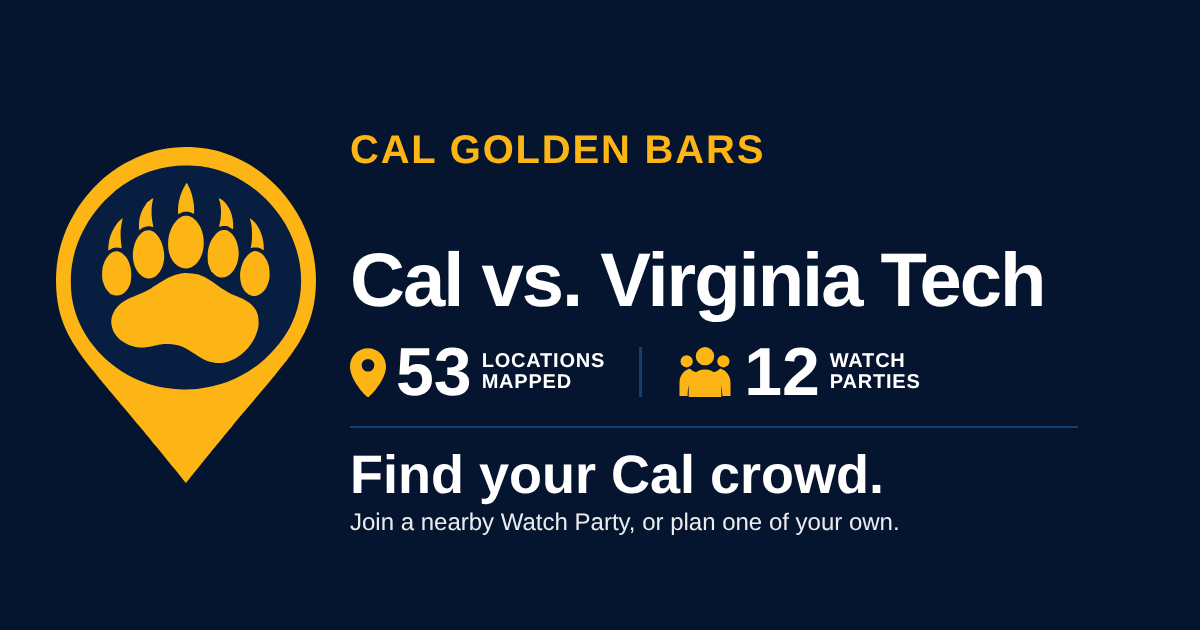 CAL GOLDEN BARS
Cal vs. Virginia Tech
53 LOCATIONS MAPPED
12 WATCH PARTIES
Find your Cal crowd.
Join a nearby Watch Party, or plan one of your own.